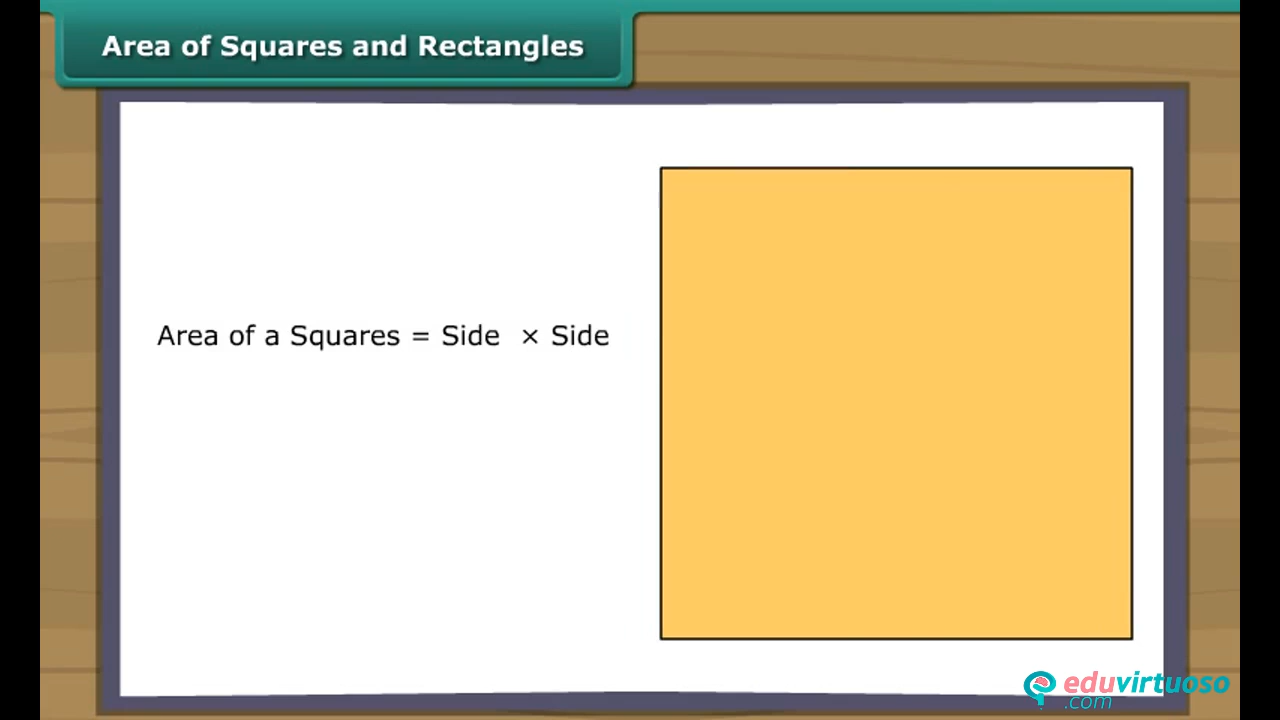 Area of Squares and Rectangles
Area of a Squares = Side × Side
eduvirtuoso
.com